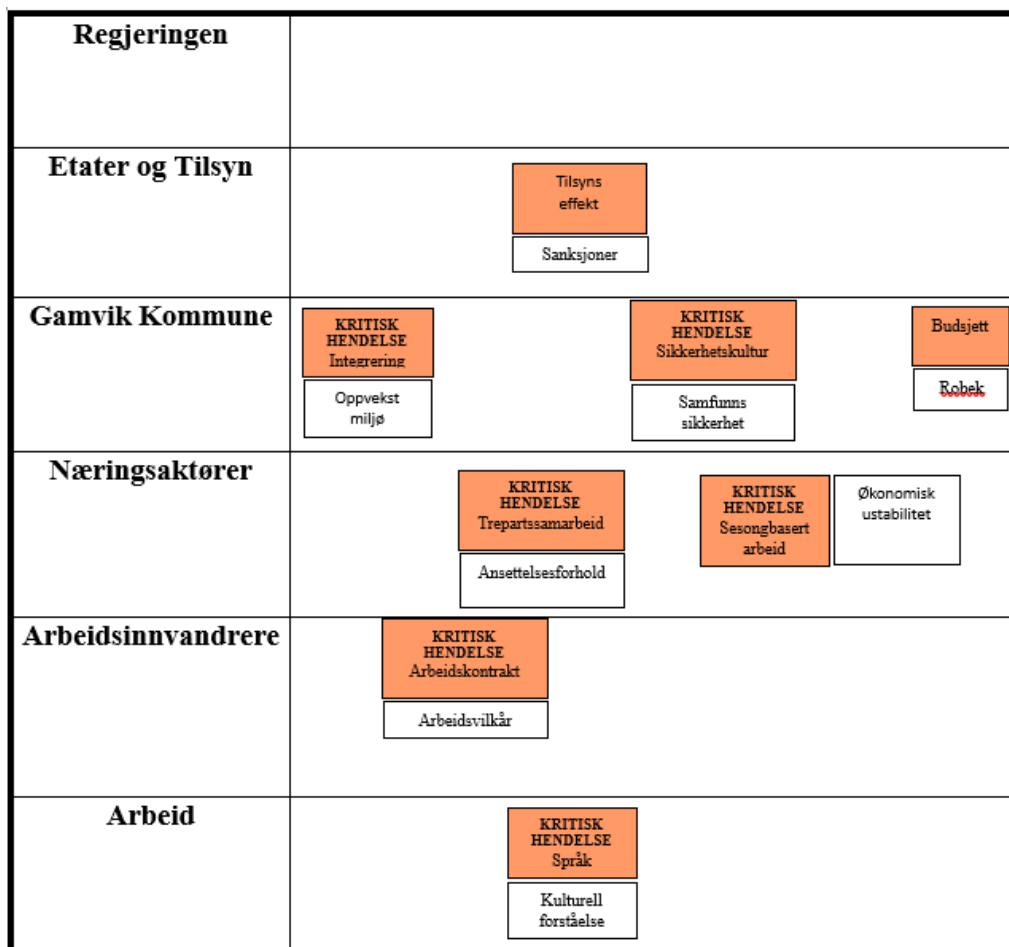 Regjeringen
Etater og Tilsyn
Tilsyns
effekt
Sanksjoner
Gamvik Kommune
KRITISK
HENDELSE
Integrering
Oppvekst
miljø
KRITISK
HENDELSE
Sikkerhetskultur
Samfunns
sikkerhet
Budsjett
Robek
Næringsaktører
KRITISK
HENDELSE
Trepartssamarbeid
Ansettelsesforhold
KRITISK
HENDELSE
Sesongbasert
arbeid
Økonomisk
ustabilitet
Arbeidsinnvandrere
KRITISK
HENDELSE
Arbeidskontrakt
Arbeidsvilkår
Arbeid
KRITISK
HENDELSE
Språk
Kulturell
forståelse